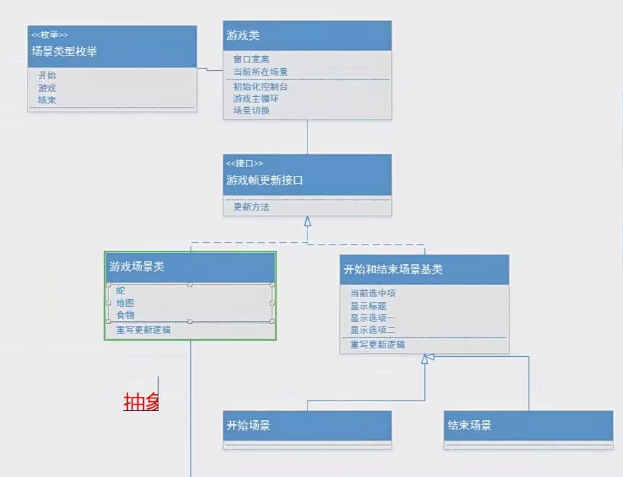 <<枚举>>
场景类型枚举
开始
游戏
结束
游戏类
窗口宽高
当前所在场景
初始化控制台
游戏主循环
场景切换
<<接口>>
游戏帧更新接口
更新方法
游戏场景类
蛇
地图
食物
重写更新逻辑
开始和结束场景基类
当前选中项
显示标题
显示选项一
显示选项二
重写更新逻辑
抽象
开始场景
结束场景